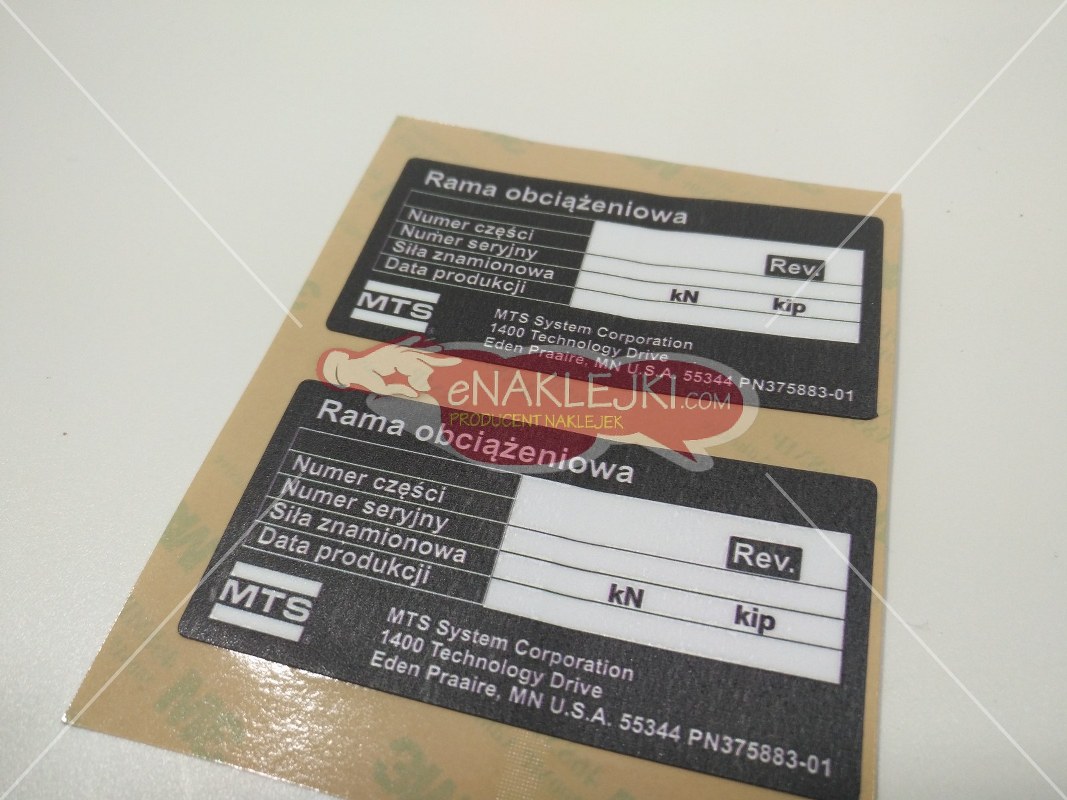 Rama obciążeniowa
Numer części
Numer seryjny
Rev.
Siła znamionowa
kN kip
Data produkcji
MTS
MTS System Corporation
1400 Technology Drive
Eden Praaire, MN U.S.A. 55344 PN375883-01
eNAKLEJKI.COM
PRODUCENT NAKLEJEK
Rama obciążeniowa
Numer części
Numer seryjny
Rev.
Siła znamionowa
kN kip
Data produkcji
MTS
MTS System Corporation
1400 Technology Drive
Eden Praaire, MN U.S.A. 55344 PN375883-01
3M